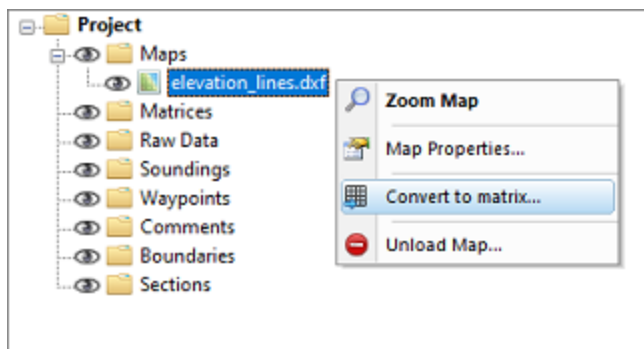 Project
Maps
elevation_lines.dxf
Matrices
Raw Data
Soundings
Waypoints
Comments
Boundaries
Sections
Zoom Map
Map Properties...
Convert to matrix...
Unload Map...